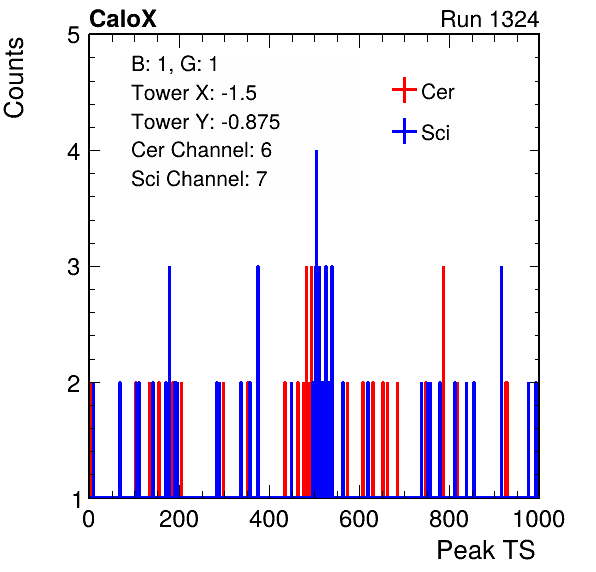 CaloX
Run 1324
Counts
5
4
3
2
1
B: 1, G: 1
Tower X: -1.5
Tower Y: -0.875
Cer Channel: 6
Sci Channel: 7
Cer
Sci
0 200 400 600 800 1000
Peak TS